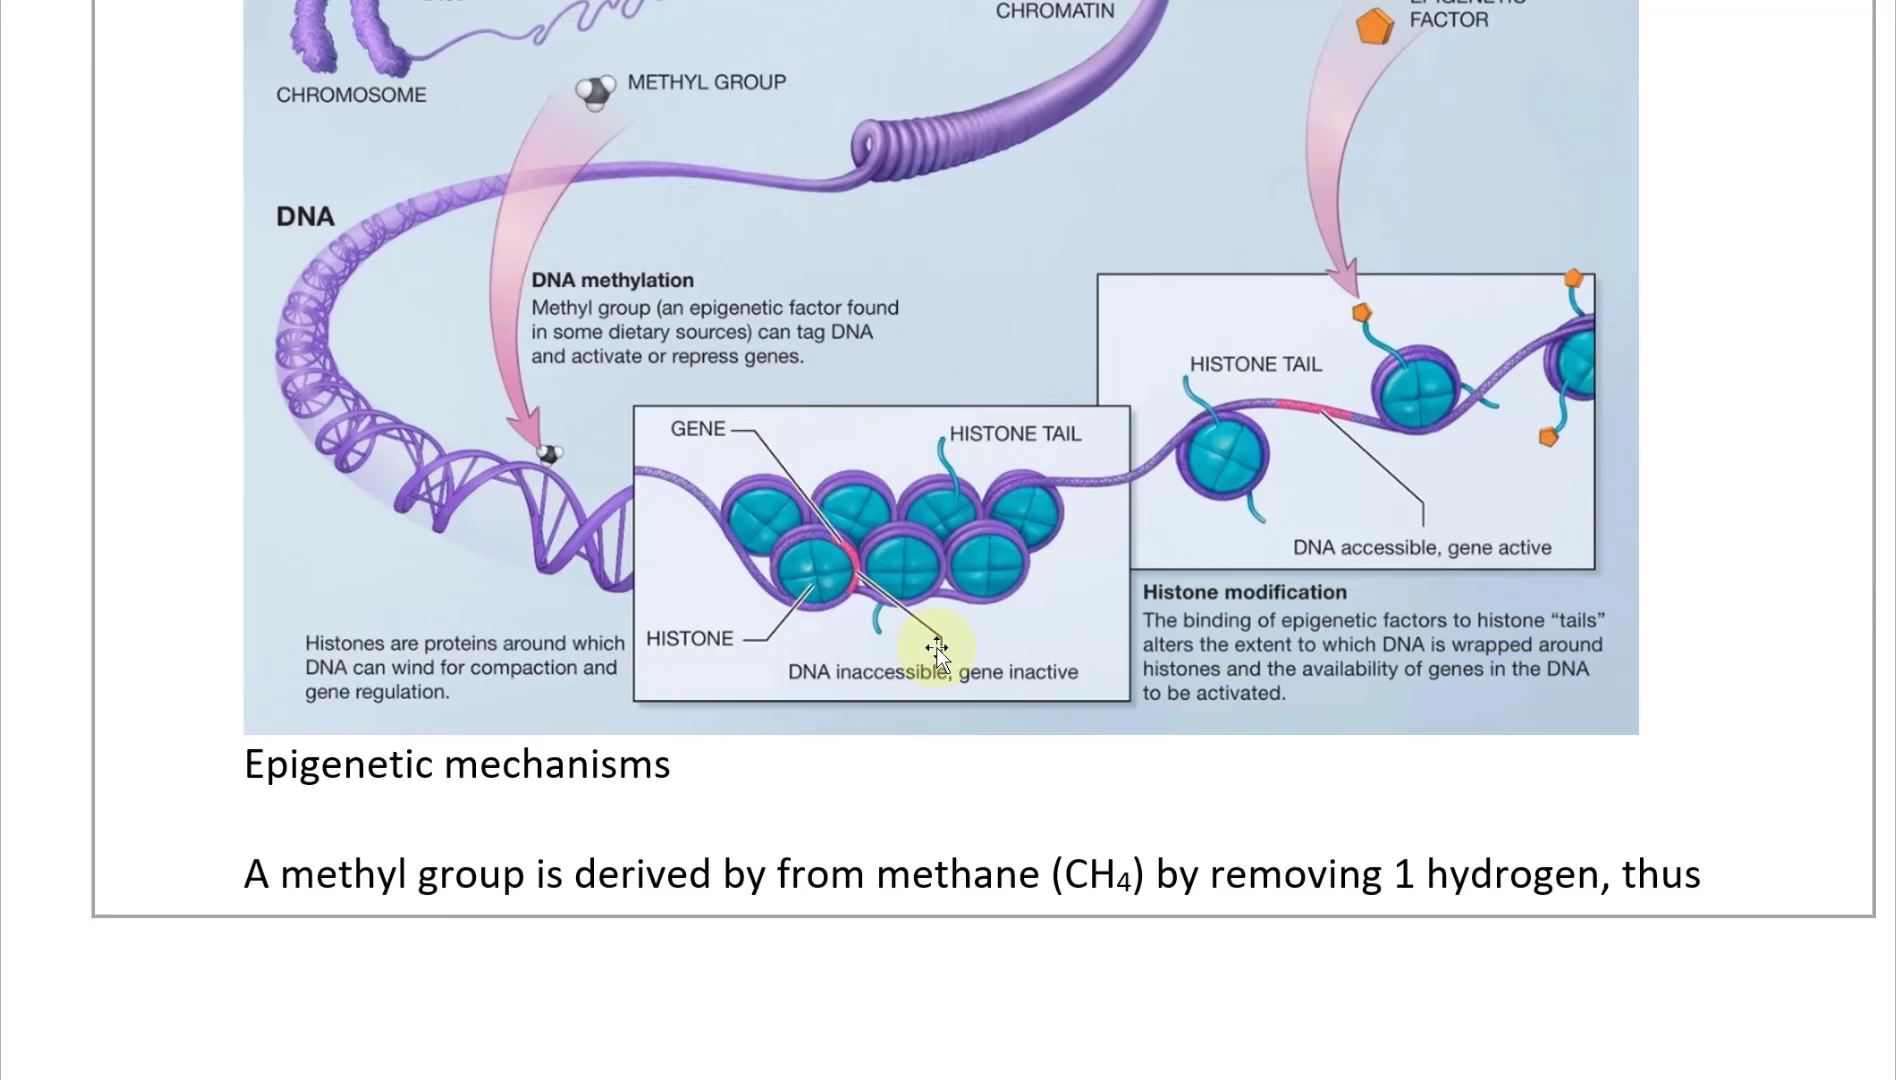 CHROMATIN
FACTOR
METHYL GROUP
CHROMOSOME
DNA
DNA methylation
Methyl group (an epigenetic factor found
in some dietary sources) can tag DNA
and activate or repress genes.
HISTONE TAIL
GENE
HISTONE TAIL
DNA accessible, gene active
Histone modification
The binding of epigenetic factors to histone “tails”
alters the extent to which DNA is wrapped around
histones and the availability of genes in the DNA
to be activated.
Histones are proteins around which
DNA can wind for compaction and
gene regulation.
HISTONE
DNA inaccessible, gene inactive
Epigenetic mechanisms
A methyl group is derived by from methane (CH₄) by removing 1 hydrogen, thus